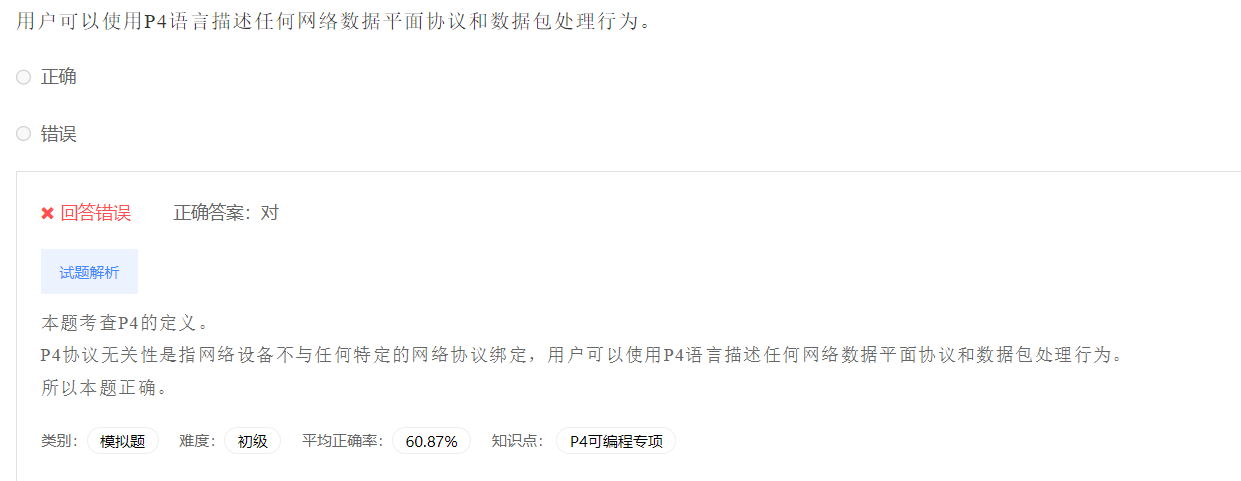 用户可以使用P4语言描述任何网络数据平面协议和数据包处理行为。
正确
错误
回答错误 正确答案：对
试题解析
本题考查P4的定义。
P4协议无关性是指网络设备不与任何特定的网络协议绑定，用户可以使用P4语言描述任何网络数据平面协议和数据包处理行为。
所以本题正确。
类别： 模拟题 难度： 初级 平均正确率： 60.87% 知识点： P4可编程专项